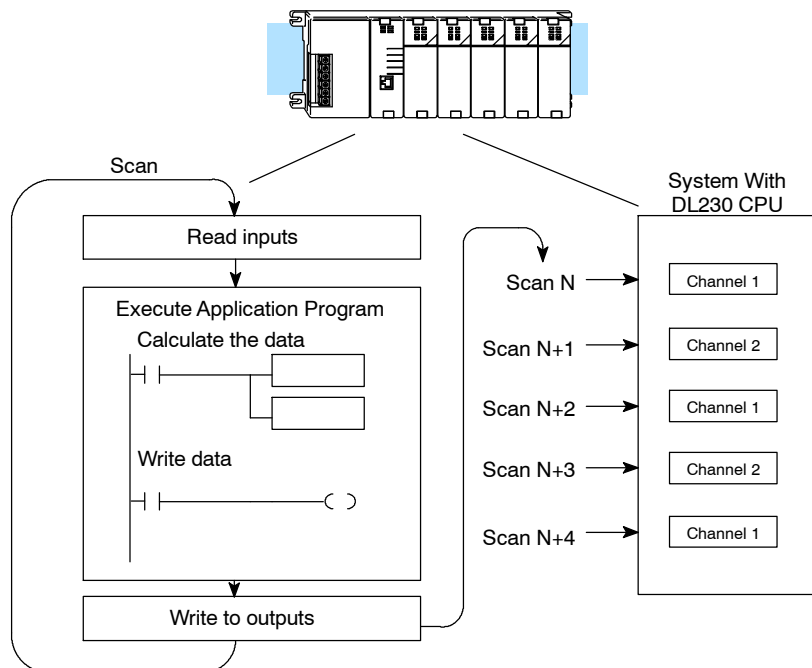 Scan
Read inputs
Execute Application Program
Calculate the data
Write data
Write to outputs
System With
DL230 CPU
Scan N
Channel 1
Scan N+1
Channel 2
Scan N+2
Channel 1
Scan N+3
Channel 2
Scan N+4
Channel 1